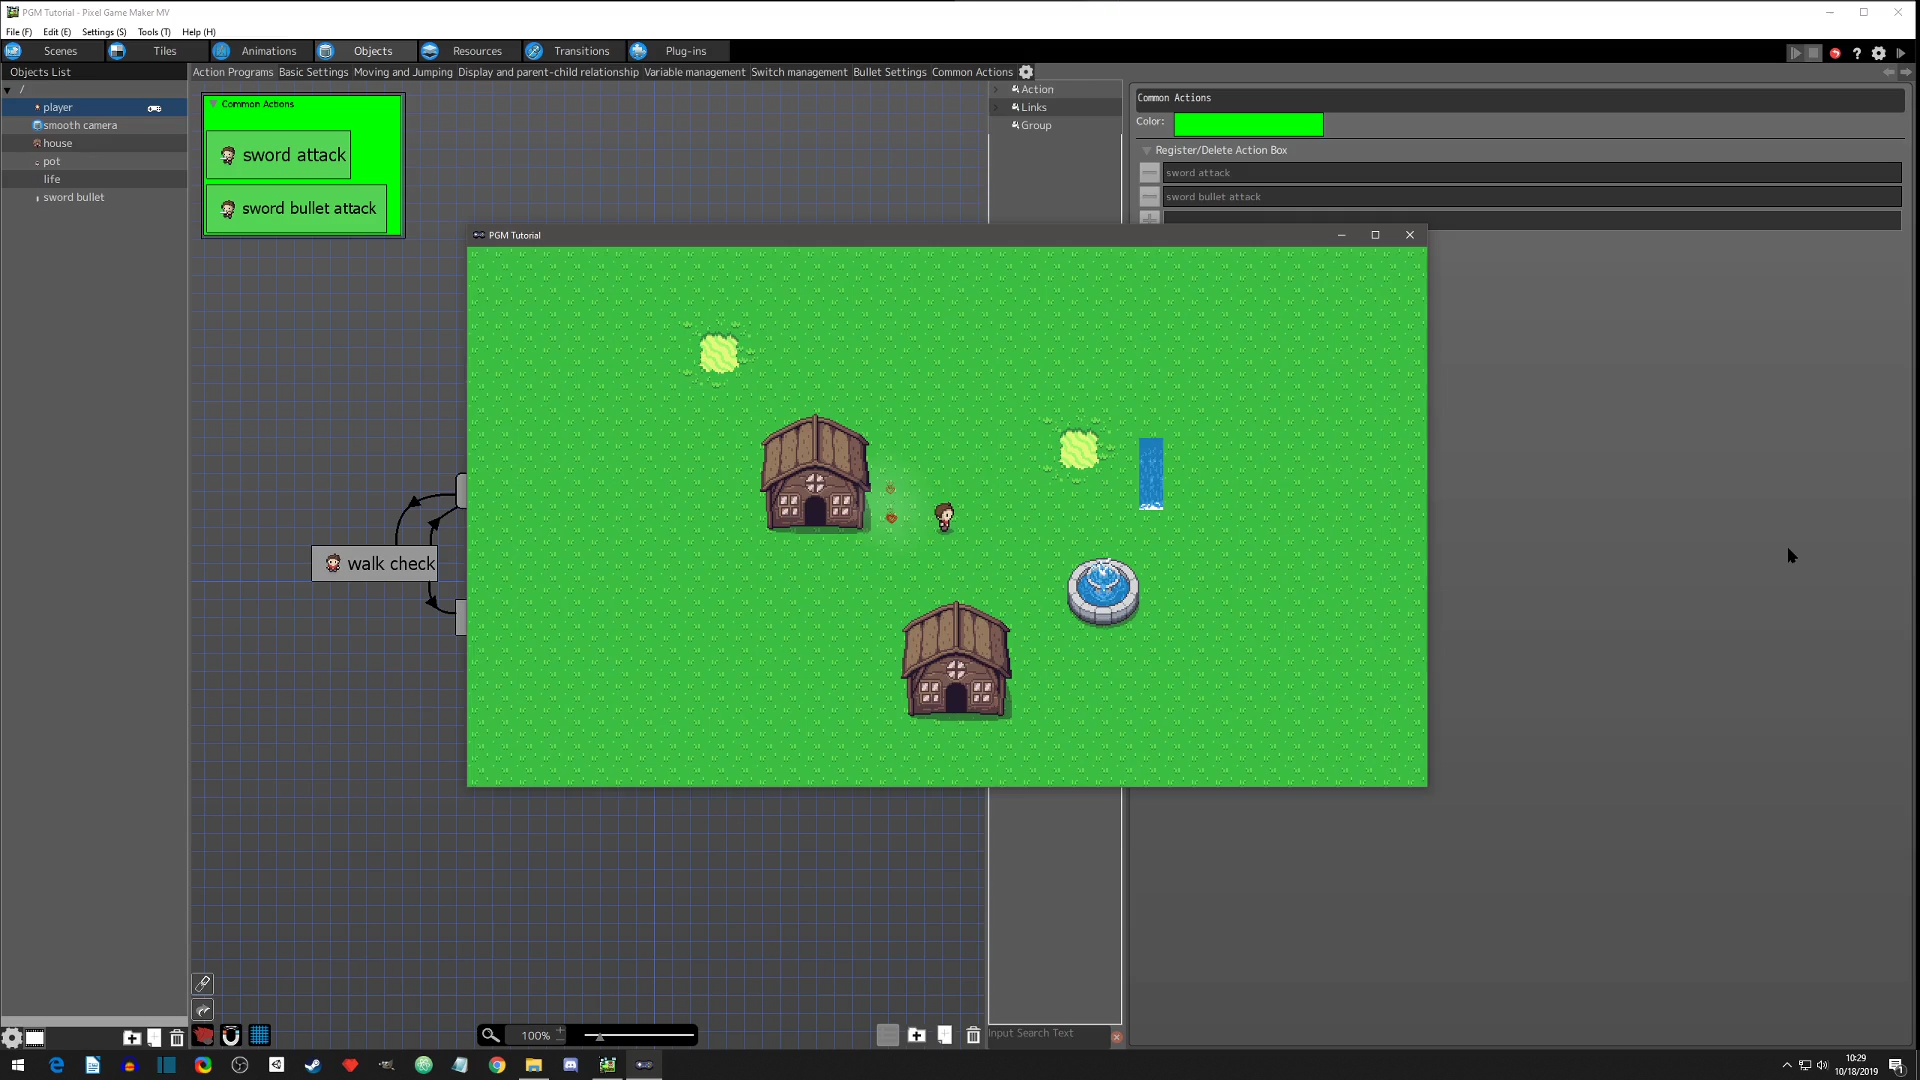 PGM Tutorial - Pixel Game Maker MV
File (F) Edit (E) Settings (S) Tools (T) Help (H)
Scenes Tiles Animations Objects Resources Transitions Plug-ins
Objects List
Action Programs Basic Settings Moving and Jumping Display and parent-child relationship Variable management Switch management Bullet Settings Common Actions
/
player
smooth camera
house
pot
life
sword bullet
Common Actions
sword attack
sword bullet attack
walk check
Action
Links
Group
Common Actions
Color:
Register/Delete Action Box
sword attack
sword bullet attack
PGM Tutorial
100%
Input Search Text
10:29
10/18/2019